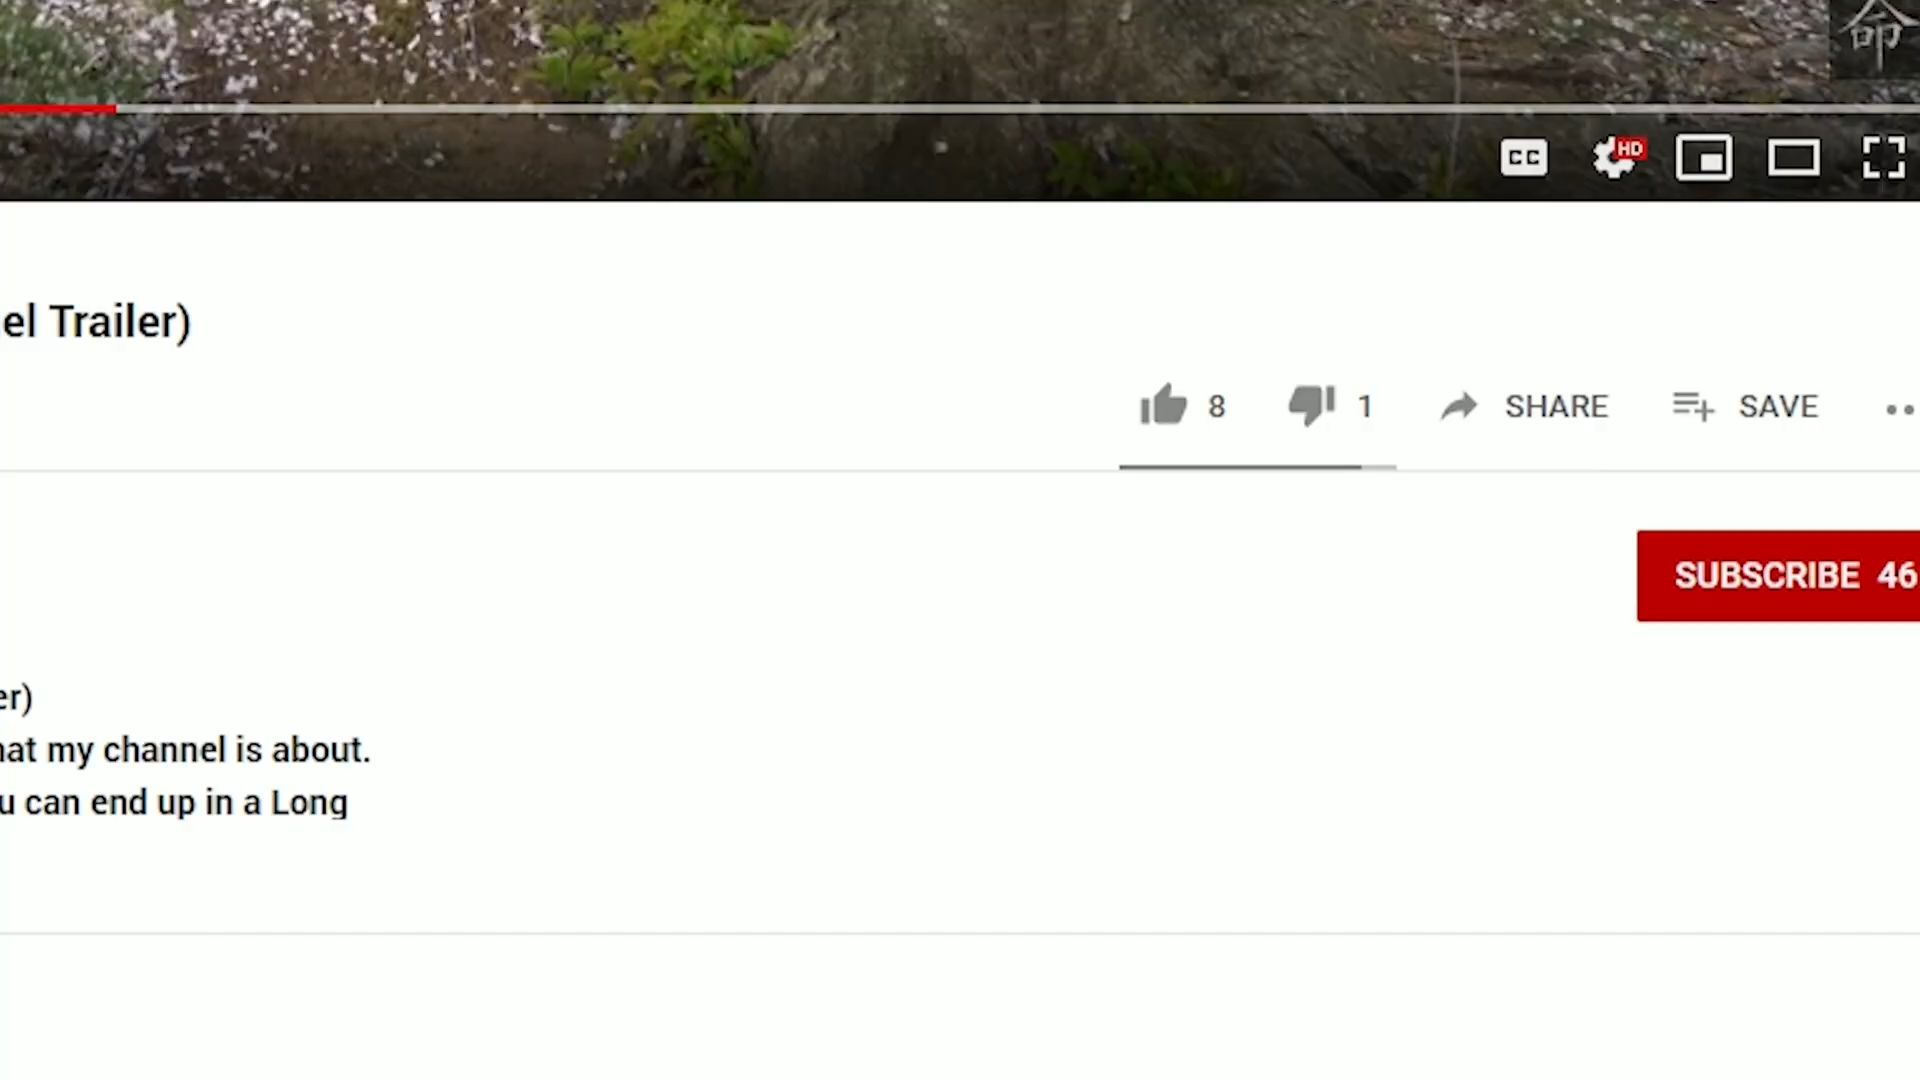 命
CC
HD
el Trailer)
8
1
SHARE
SAVE
SUBSCRIBE 46
er)
hat my channel is about.
u can end up in a Long